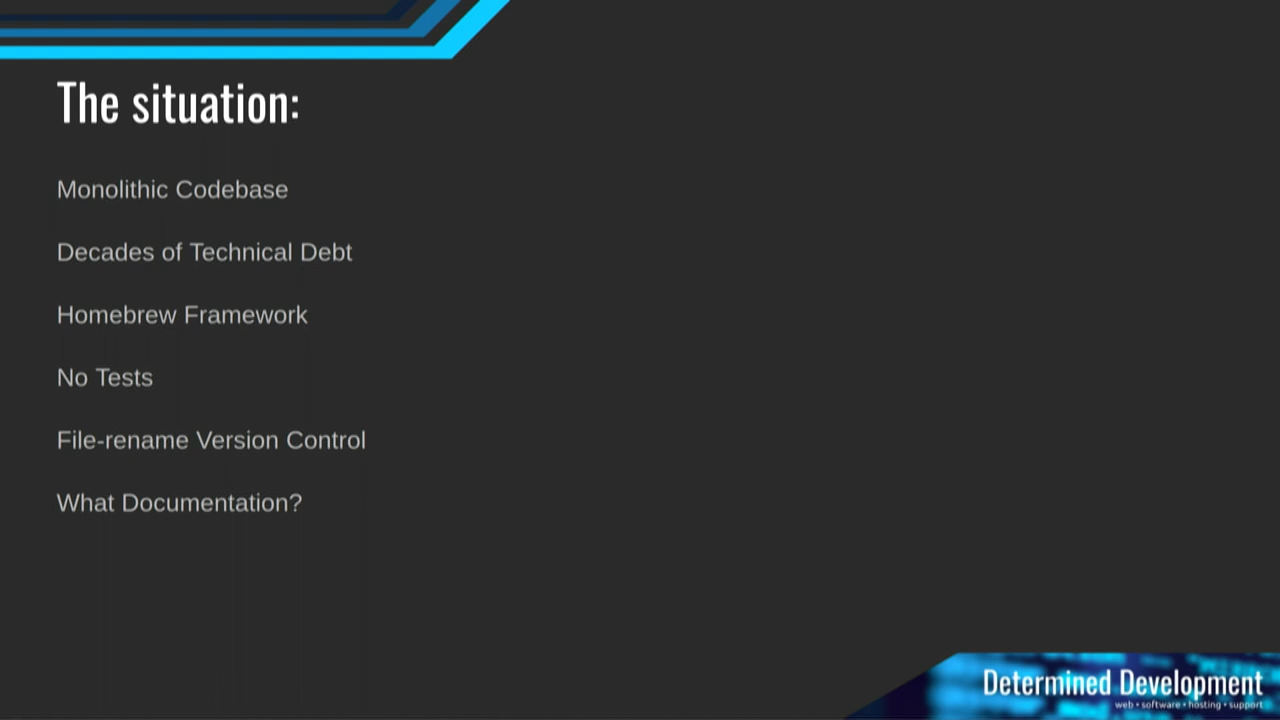 The situation:
Monolithic Codebase
Decades of Technical Debt
Homebrew Framework
No Tests
File-rename Version Control
What Documentation?
Determined Development
web • software • hosting • support